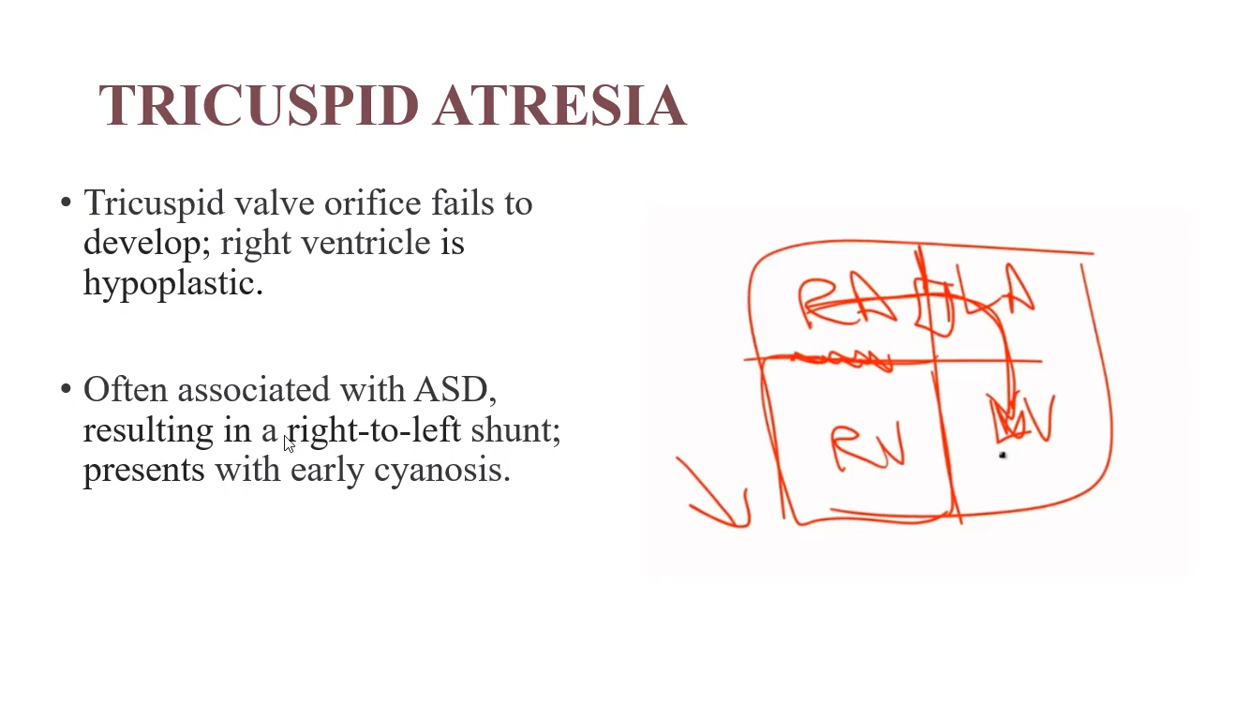 TRICUSPID ATRESIA
• Tricuspid valve orifice fails to
develop; right ventricle is
hypoplastic.
• Often associated with ASD,
resulting in a right-to-left shunt;
presents with early cyanosis.
RA LA
RV LV